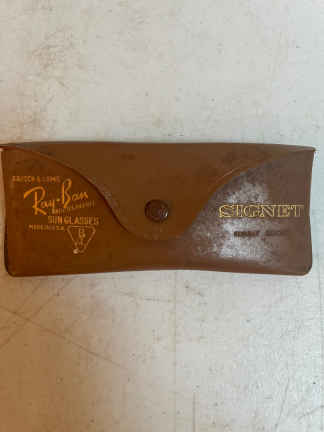 BAUSCH & LOMB
Ray-Ban
SUN GLASSES
MADE IN U.S.A.
B
L
SIGNET